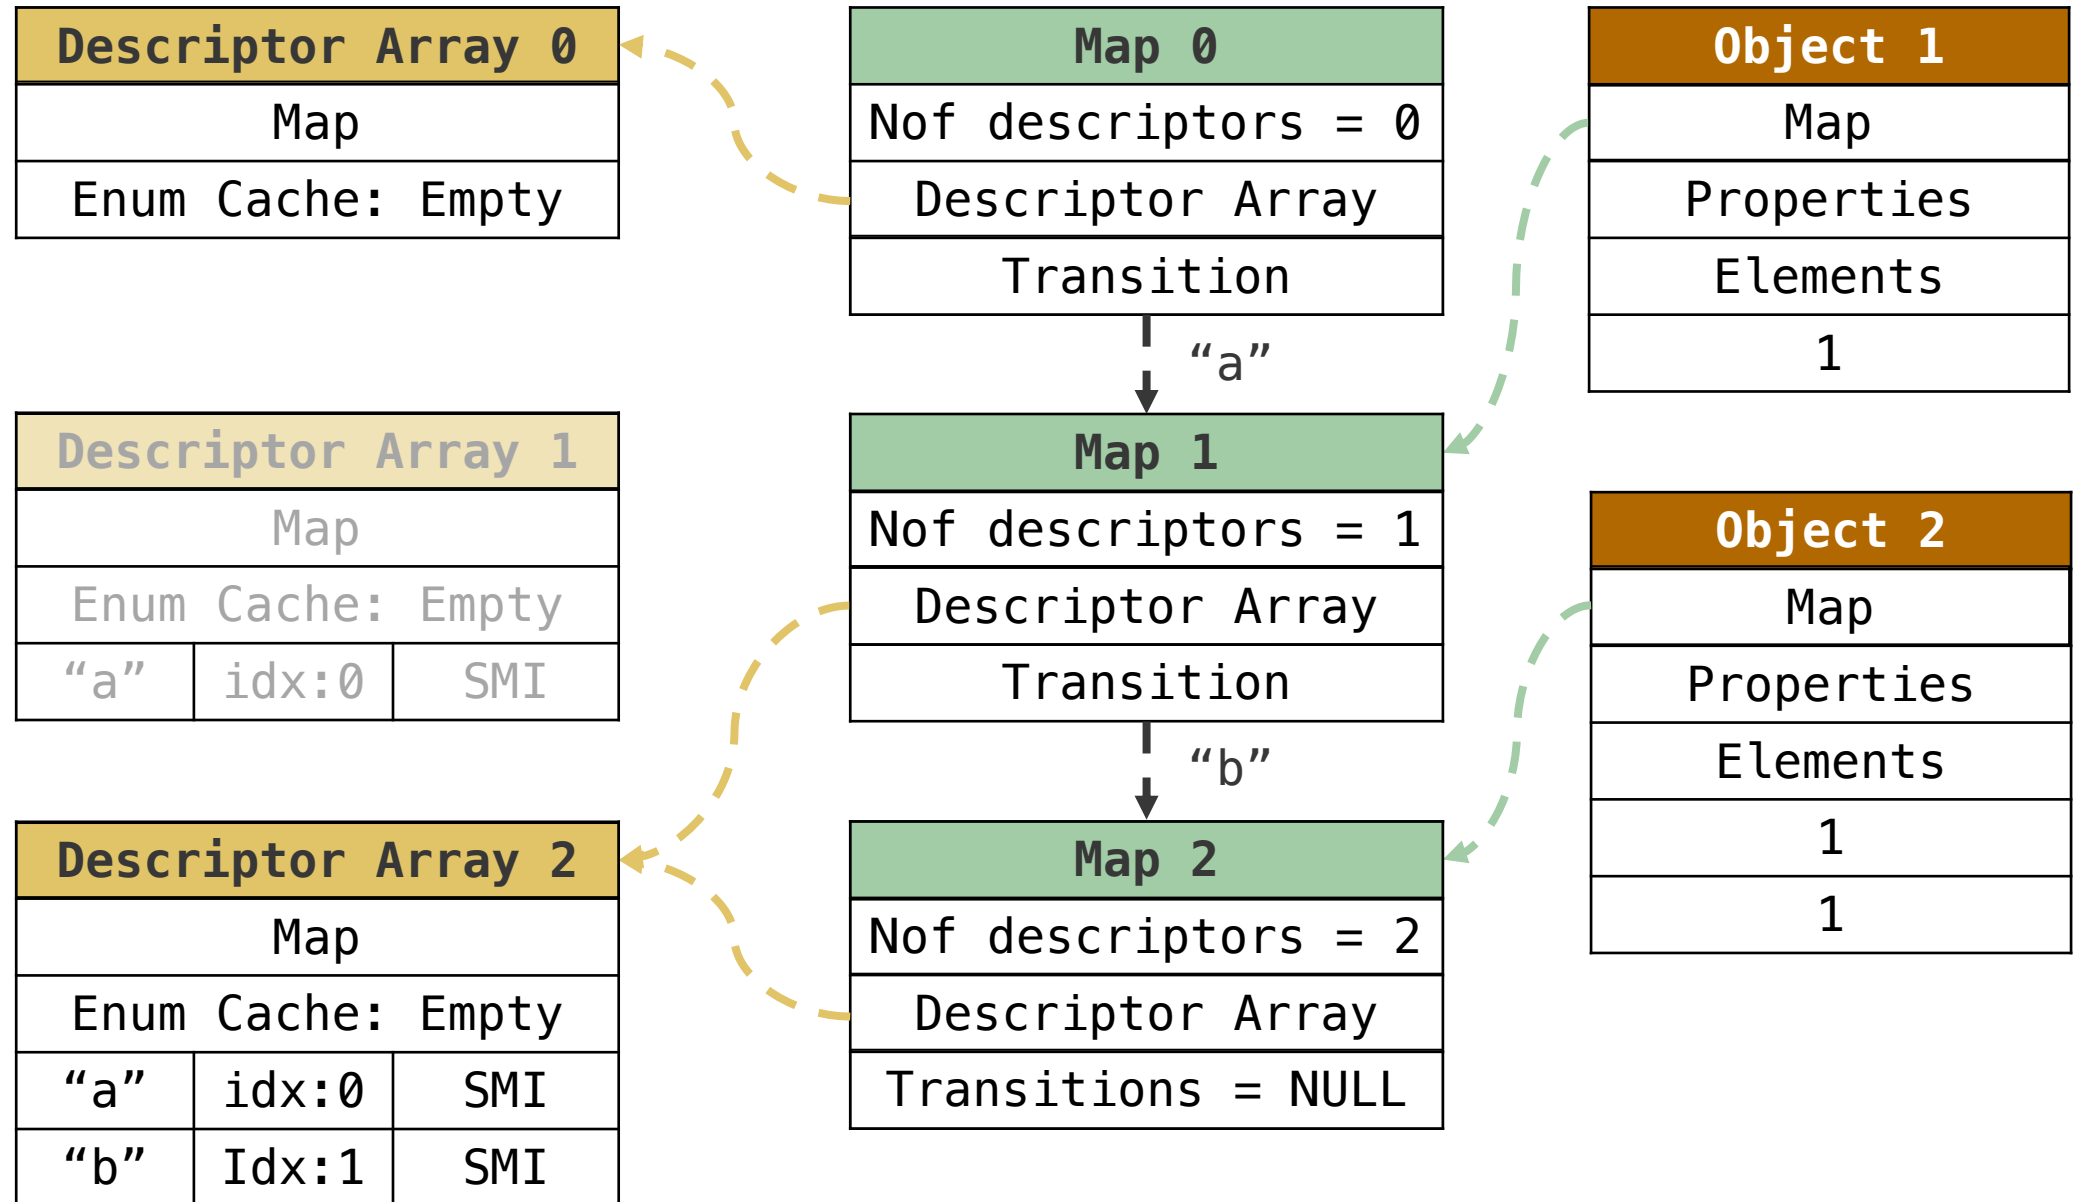 Descriptor Array 0
Map
Enum Cache: Empty
Map 0
Nof descriptors = 0
Descriptor Array
Transition
"a"
Object 1
Map
Properties
Elements
1
Descriptor Array 1
Map
Enum Cache: Empty
“a” idx:0 SMI
Map 1
Nof descriptors = 1
Descriptor Array
Transition
“b”
Object 2
Map
Properties
Elements
1
1
Descriptor Array 2
Map
Enum Cache: Empty
“a” idx:0 SMI
“b” Idx:1 SMI
Map 2
Nof descriptors = 2
Descriptor Array
Transitions = NULL